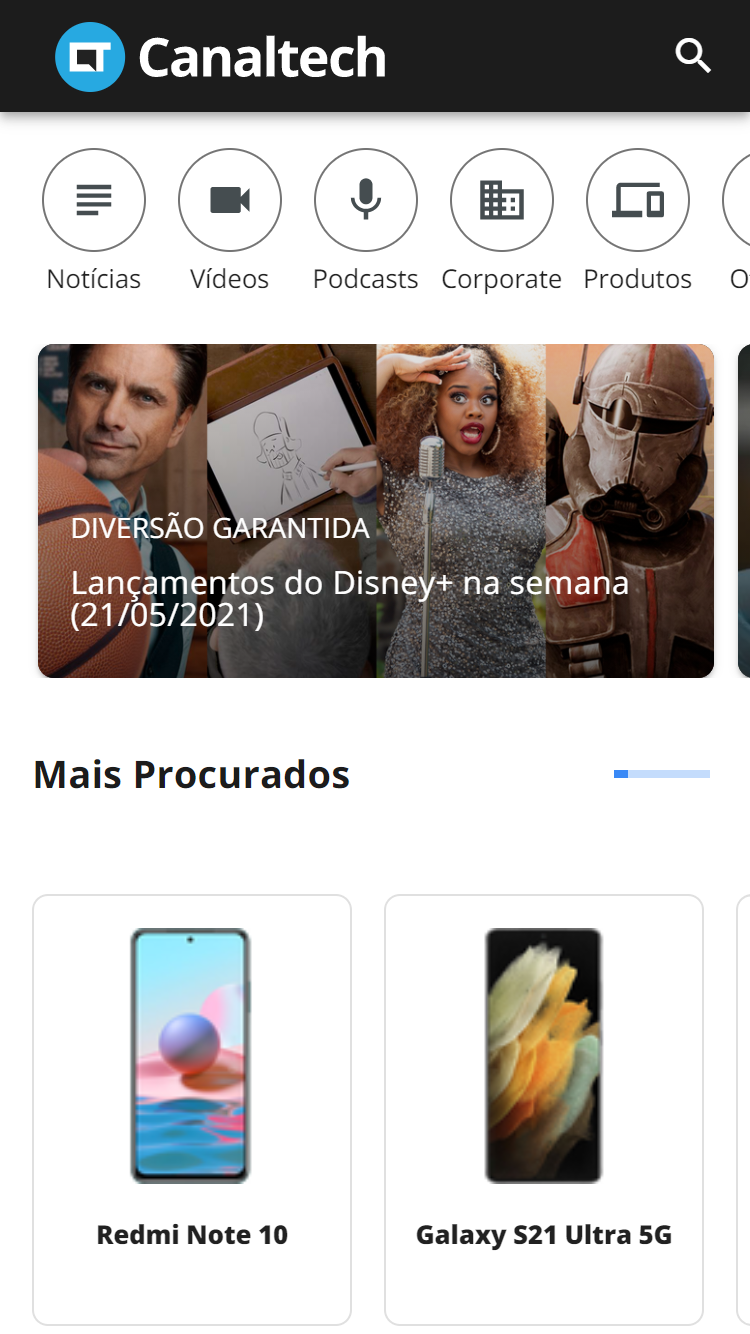 Canaltech
Notícias
Vídeos
Podcasts
Corporate
Produtos
DIVERSÃO GARANTIDA
Lançamentos do Disney+ na semana
(21/05/2021)
Mais Procurados
Redmi Note 10
Galaxy S21 Ultra 5G